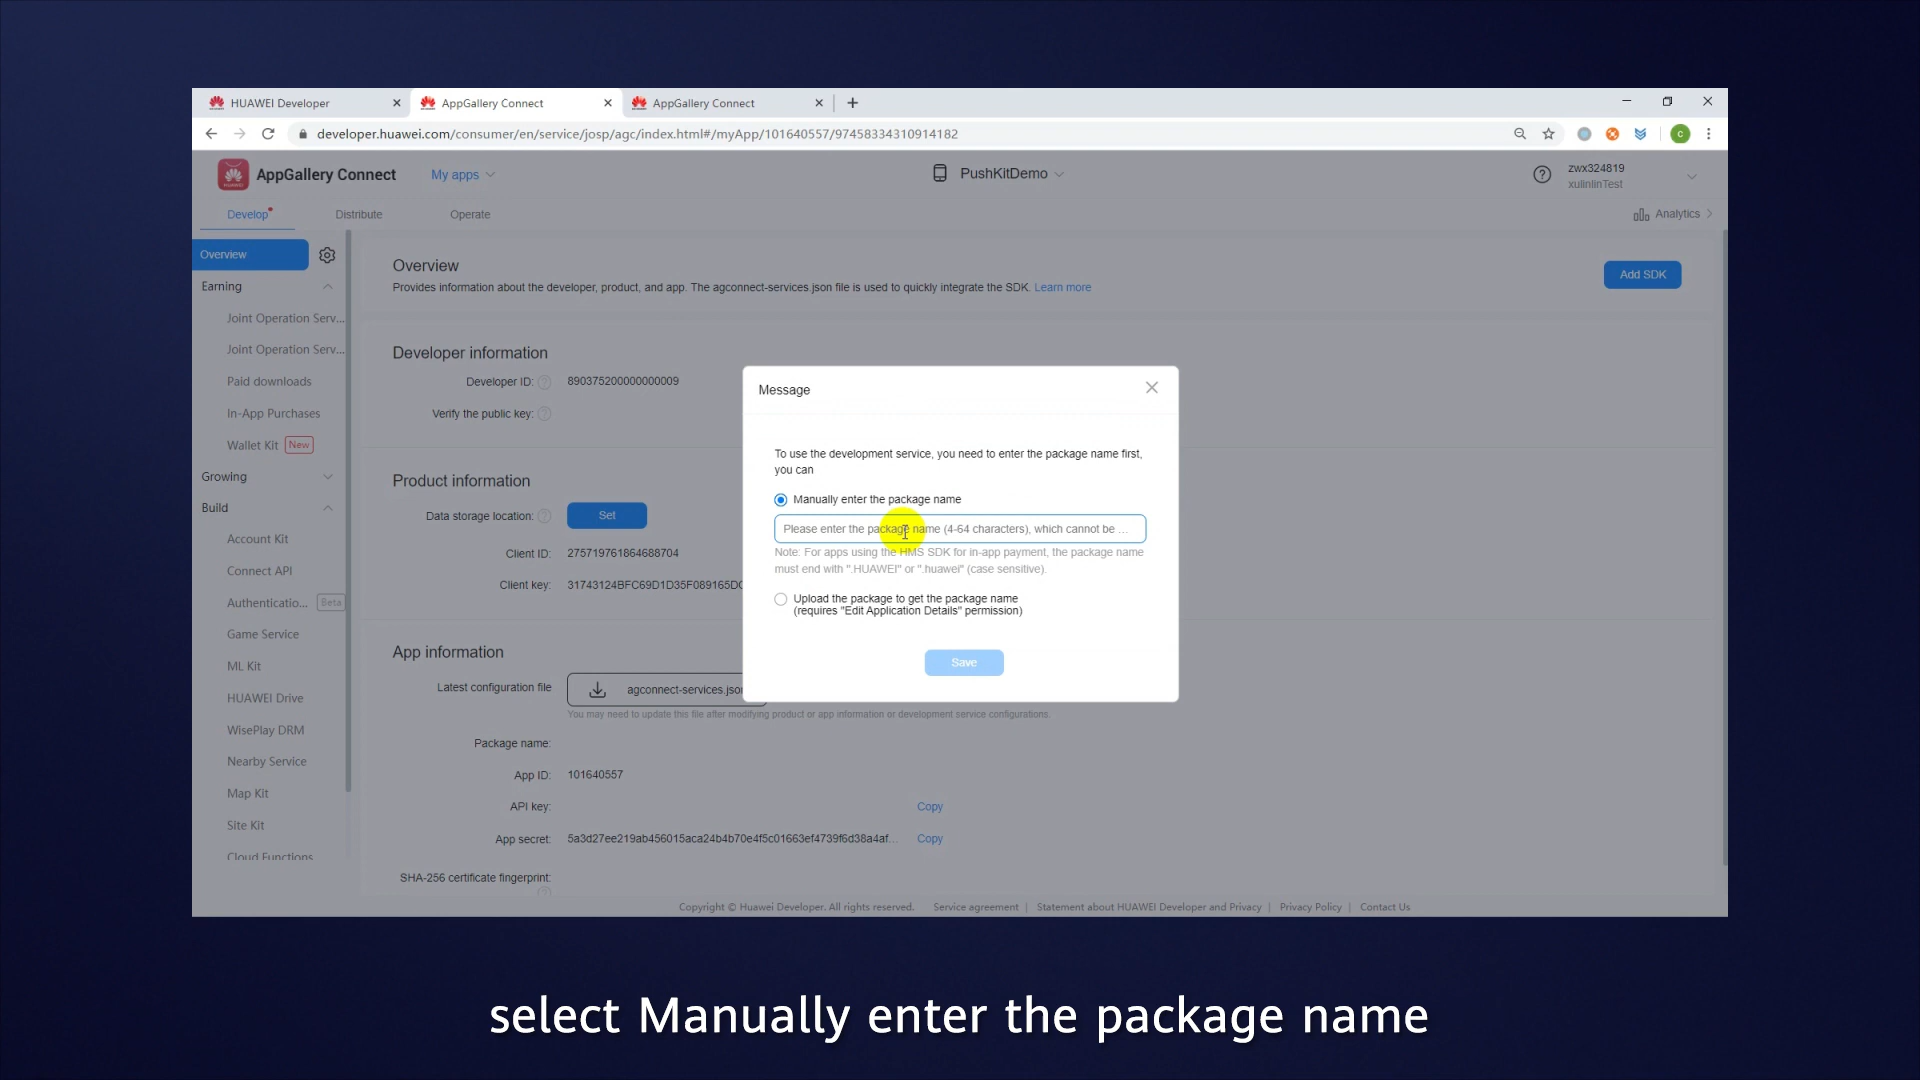 HUAWEI Developer
AppGallery Connect
AppGallery Connect
developer.huawei.com/consumer/en/service/josp/agc/index.html#/myApp/101640557/97458334310914182
c
HUAWEI
AppGallery Connect
My apps
PushKitDemo
zwx324819
xulinlinTest
Develop
Distribute
Operate
Analytics
Overview
Earning
Joint Operation Serv...
Joint Operation Serv...
Paid downloads
In-App Purchases
Wallet Kit New
Growing
Build
Account Kit
Connect API
Authenticatio... Beta
Game Service
ML Kit
HUAWEI Drive
WisePlay DRM
Nearby Service
Map Kit
Site Kit
Cloud Functions
Overview
Provides information about the developer, product, and app. The agconnect-services.json file is used to quickly integrate the SDK. Learn more
Add SDK
Developer information
Developer ID: ? 890375200000000009
Verify the public key: ?
Product information
Data storage location: ? Set
Client ID: 275719761864688704
Client key: 31743124BFC69D1D35F089165D
App information
Latest configuration file agconnect-services.json
You may need to update this file after modifying product or app information or development service configurations.
Package name:
App ID: 101640557
API key: Copy
App secret: 5a3d27ee219ab456015aca24b4b70e4f5c01663ef4739f6d38a4af... Copy
SHA-256 certificate fingerprint:
?
Message
To use the development service, you need to enter the package name first,
you can
Manually enter the package name
Please enter the package name (4-64 characters), which cannot be ...
Note: For apps using the HMS SDK for in-app payment, the package name
must end with ".HUAWEI" or ".huawei" (case sensitive).
Upload the package to get the package name
(requires "Edit Application Details" permission)
Save
Copyright © Huawei Developer. All rights reserved. Service agreement | Statement about HUAWEI Developer and Privacy | Privacy Policy | Contact Us
select Manually enter the package name